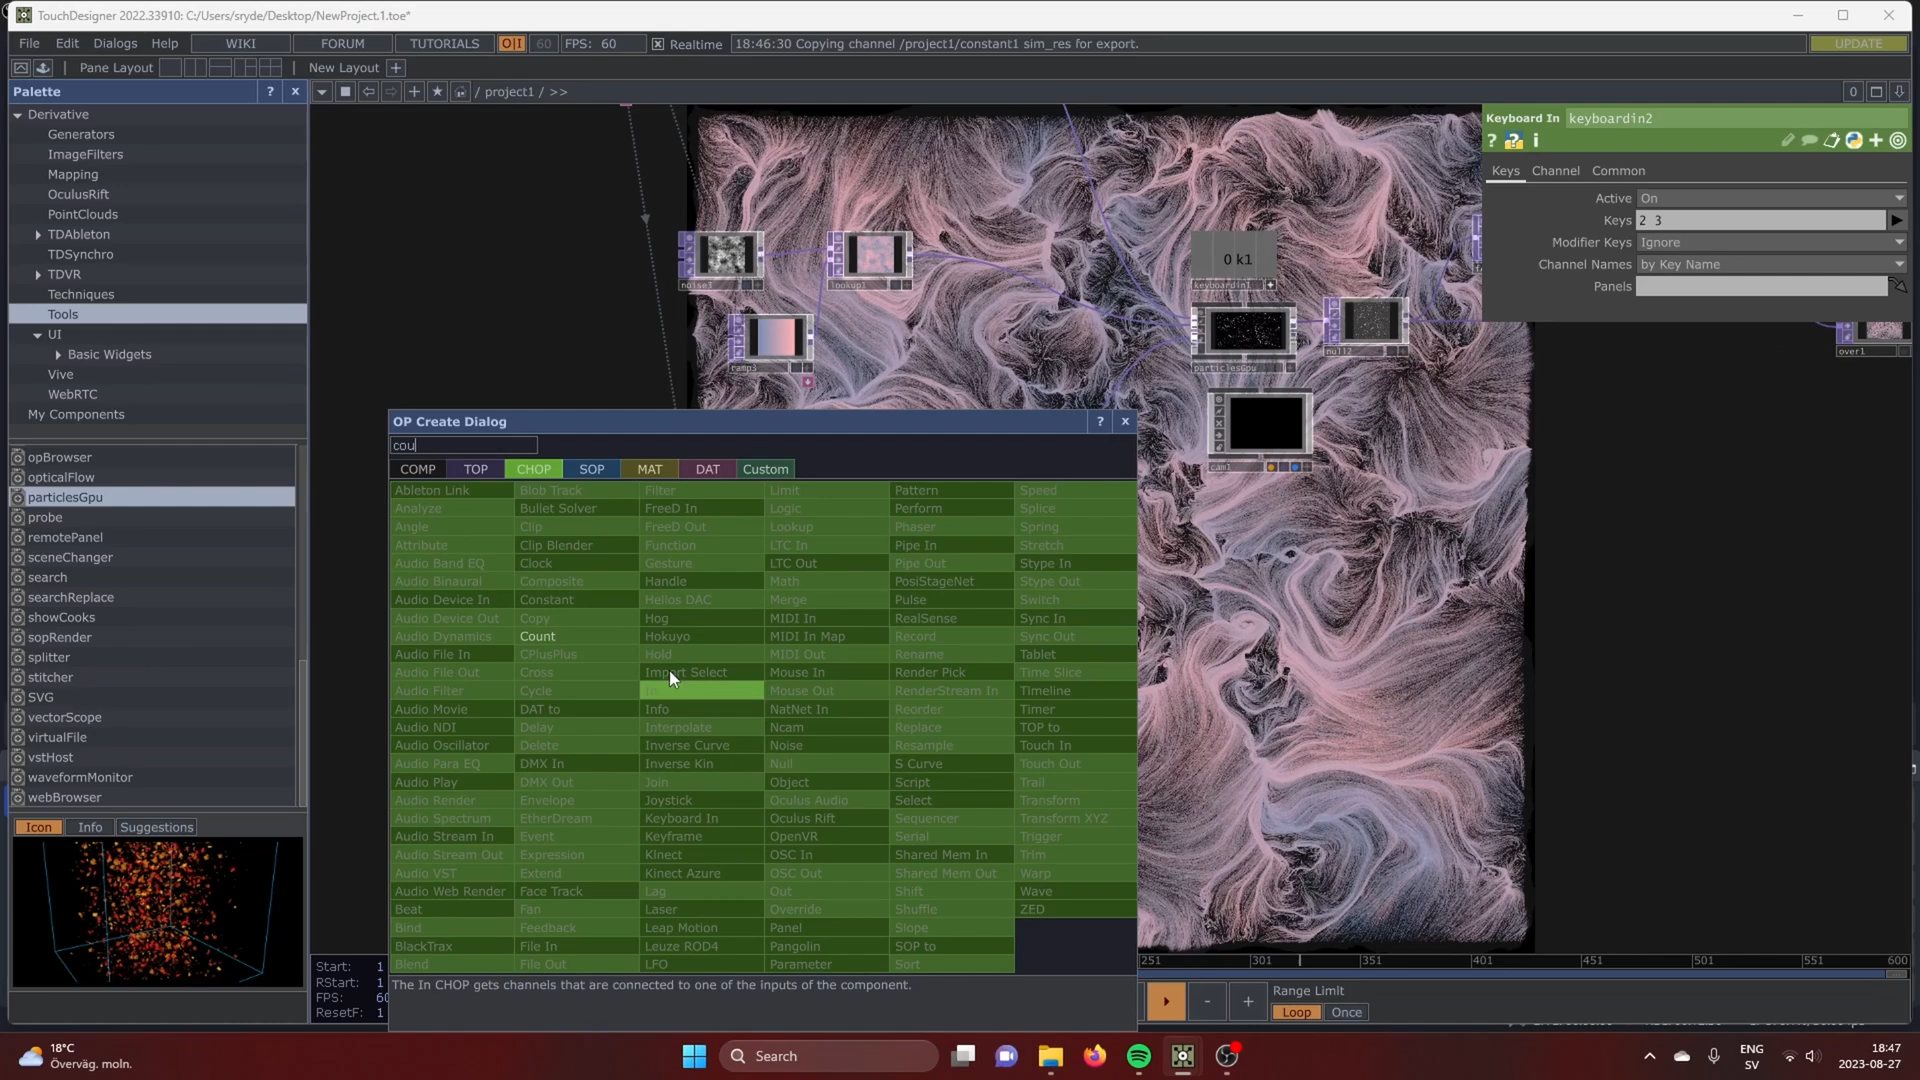 TouchDesigner 2022.33910: C:/Users/sryde/Desktop/NewProject.1.toe*
File Edit Dialogs Help WIKI FORUM TUTORIALS O|I 60 FPS: 60 Realtime 18:46:30 Copying channel /project1/constant1 sim_res for export. UPDATE
Pane Layout New Layout +
Palette ? x / project1 / >> 0
Derivative
Generators
ImageFilters
Mapping
OculusRift
PointClouds
TDAbleton
TDSynchro
TDVR
Techniques
Tools
UI
Basic Widgets
Vive
WebRTC
My Components
opBrowser
opticalFlow
particlesGpu
probe
remotePanel
sceneChanger
search
searchReplace
showCooks
sopRender
splitter
stitcher
SVG
vectorScope
virtualFile
vstHost
waveformMonitor
webBrowser
Icon Info Suggestions
Keyboard In keyboardin2
? i
Keys Channel Common
Active On
Keys 2 3
Modifier Keys Ignore
Channel Names by Key Name
Panels
noise3 lookup1 0 k1 keyboardin1
ramp3 particlesGpu null2 over1
cam1
OP Create Dialog ? x
cou
COMP TOP CHOP SOP MAT DAT Custom
Ableton Link Blob Track Filter Limit Pattern Speed
Analyze Bullet Solver FreeD In Logic Perform Splice
Angle Clip FreeD Out Lookup Phaser Spring
Attribute Clip Blender Function LTC In Pipe In Stretch
Audio Band EQ Clock Gesture LTC Out Pipe Out Stype In
Audio Binaural Composite Handle Math PosiStageNet Stype Out
Audio Device In Constant Helios DAC Merge Pulse Switch
Audio Device Out Copy Hog MIDI In RealSense Sync In
Audio Dynamics Count Hokuyo MIDI In Map Record Sync Out
Audio File In CPlusPlus Hold MIDI Out Rename Tablet
Audio File Out Cross Import Select Mouse In Render Pick Time Slice
Audio Filter Cycle In Mouse Out RenderStream In Timeline
Audio Movie DAT to Info NatNet In Reorder Timer
Audio NDI Delay Interpolate Ncam Replace TOP to
Audio Oscillator Delete Inverse Curve Noise Resample Touch In
Audio Para EQ DMX In Inverse Kin Null S Curve Touch Out
Audio Play DMX Out Join Object Script Trail
Audio Render Envelope Joystick Oculus Audio Select Transform
Audio Spectrum EtherDream Keyboard In Oculus Rift Sequencer Transform XYZ
Audio Stream In Event Keyframe OpenVR Serial Trigger
Audio Stream Out Expression Kinect OSC In Shared Mem In Trim
Audio VST Extend Kinect Azure OSC Out Shared Mem Out Warp
Audio Web Render Face Track Lag Out Shift Wave
Beat Fan Laser Override Shuffle ZED
Bind Feedback Leap Motion Panel Slope
BlackTrax File In Leuze ROD4 Pangolin SOP to
Blend File Out LFO Parameter Sort
The In CHOP gets channels that are connected to one of the inputs of the component.
Start: 1
RStart: 1
FPS: 60
ResetF: 1
251 301 351 401 451 501 551 600
- + Range Limit
Loop Once
18°C
Överväg. moln.
Search
ENG
SV
18:47
2023-08-27